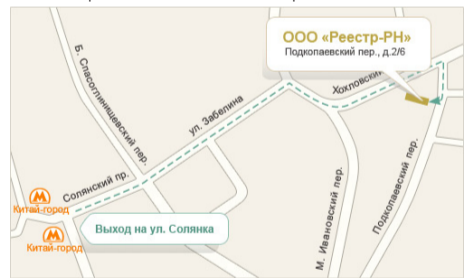 ООО «Реестр-РН»
Подкопаевский пер., д.2/6
Хохловский
Б. Спасоглинищевский пер.
ул. Забелина
Солянский пр.
Китай-город
Выход на ул. Солянка
Китай-город
М. Ивановский пер.
Подкопаевский пер.